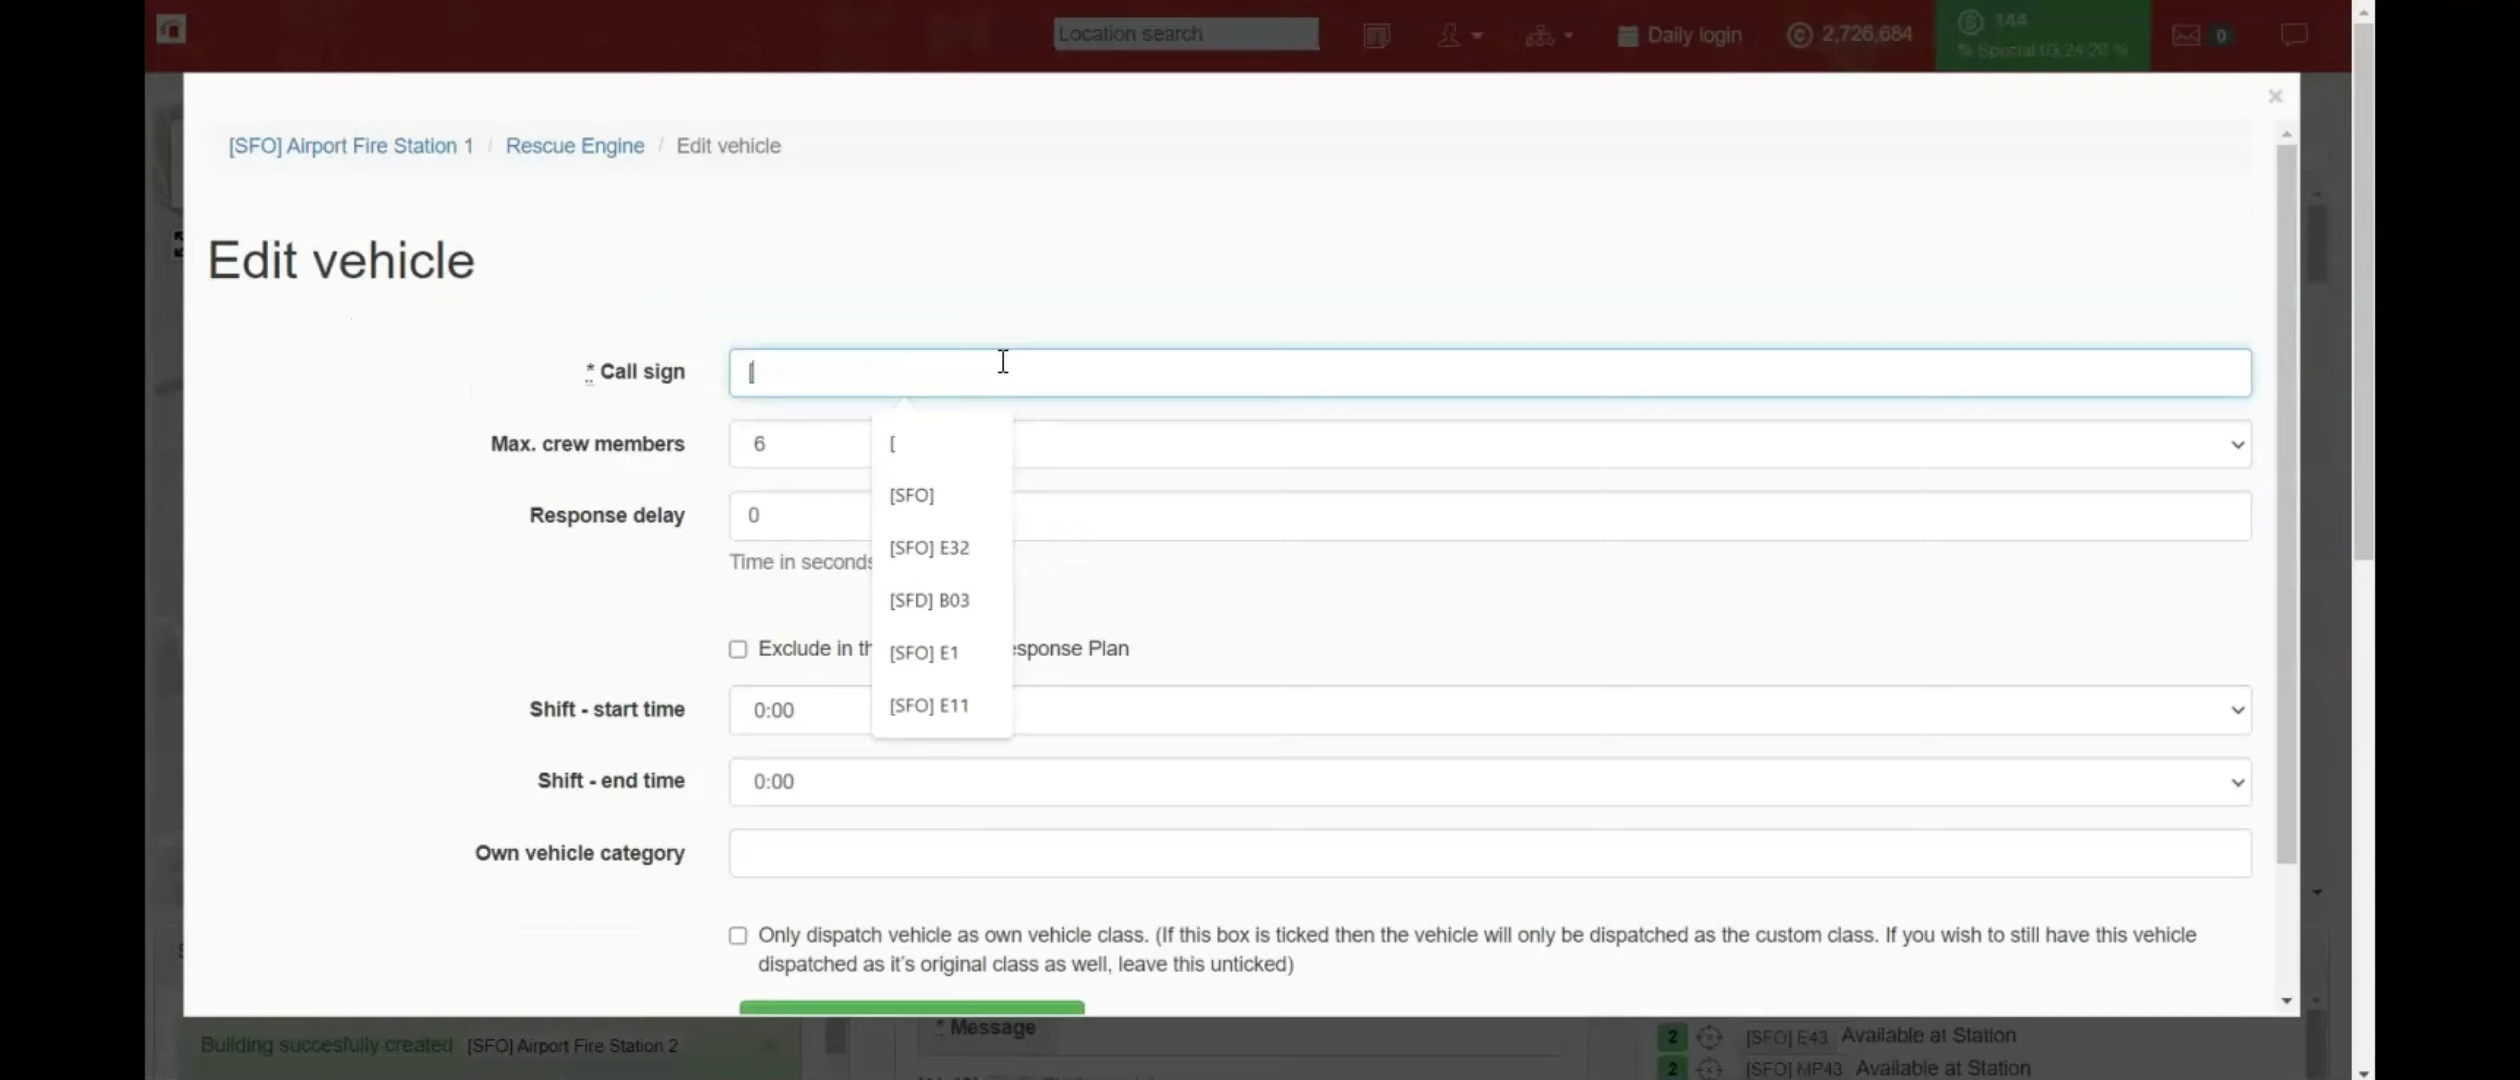 Location search
Daily login
2,726,684
144
% Special 03:24:28 %
0
×
[SFO] Airport Fire Station 1 / Rescue Engine / Edit vehicle
Edit vehicle
* Call sign
[
Max. crew members
6
[
[SFO]
Response delay
0
[SFO] E32
Time in seconds
[SFD] B03
Exclude in th
esponse Plan
[SFO] E1
Shift - start time
0:00
[SFO] E11
Shift - end time
0:00
Own vehicle category
Only dispatch vehicle as own vehicle class. (If this box is ticked then the vehicle will only be dispatched as the custom class. If you wish to still have this vehicle
dispatched as it's original class as well, leave this unticked)
* Message
Building succesfully created [SFO] Airport Fire Station 2
2 [SFO] E43 Available at Station
2 [SFO] MP43 Available at Station